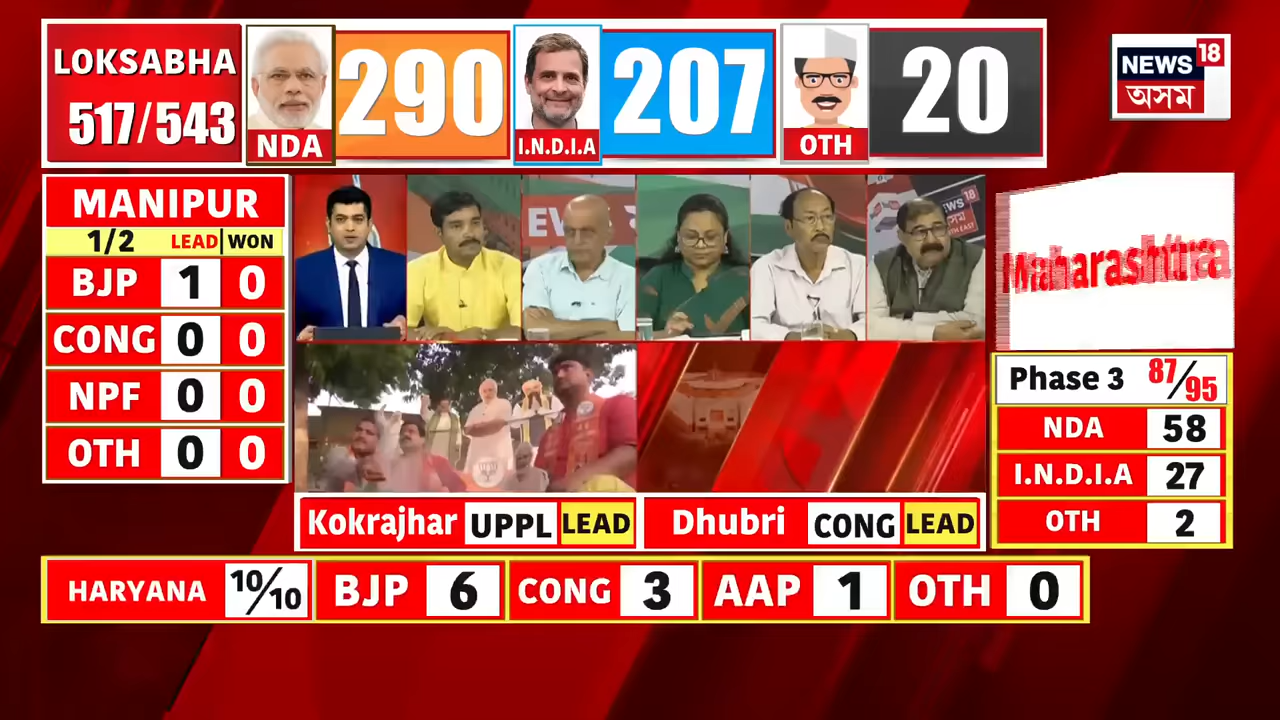 LOKSABHA
517/543
NDA
290
I.N.D.I.A
207
OTH
20
NEWS 18
অসম
MANIPUR
1/2 LEAD WON
BJP 1 0
CONG 0 0
NPF 0 0
OTH 0 0
Maharashtra
Phase 3 87/95
NDA 58
I.N.D.I.A 27
OTH 2
Kokrajhar UPPL LEAD
Dhubri CONG LEAD
HARYANA 10/10 BJP 6 CONG 3 AAP 1 OTH 0